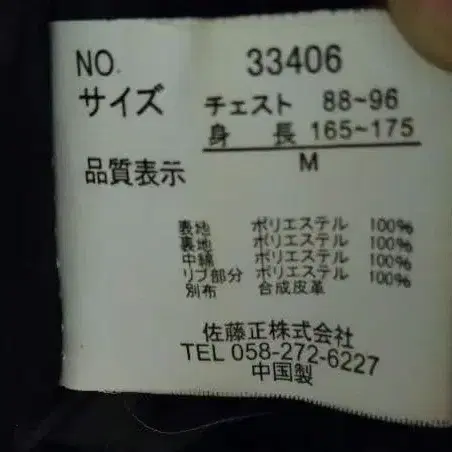 NO. 33406
サイズ チェスト 88~96
身長 165~175
M
品質表示
表地 ポリエステル 100%
裏地 ポリエステル 100%
中綿 ポリエステル 100%
リブ部分 ポリエステル 100%
別布 合成皮革
佐藤正株式会社
TEL 058-272-6227
中国製